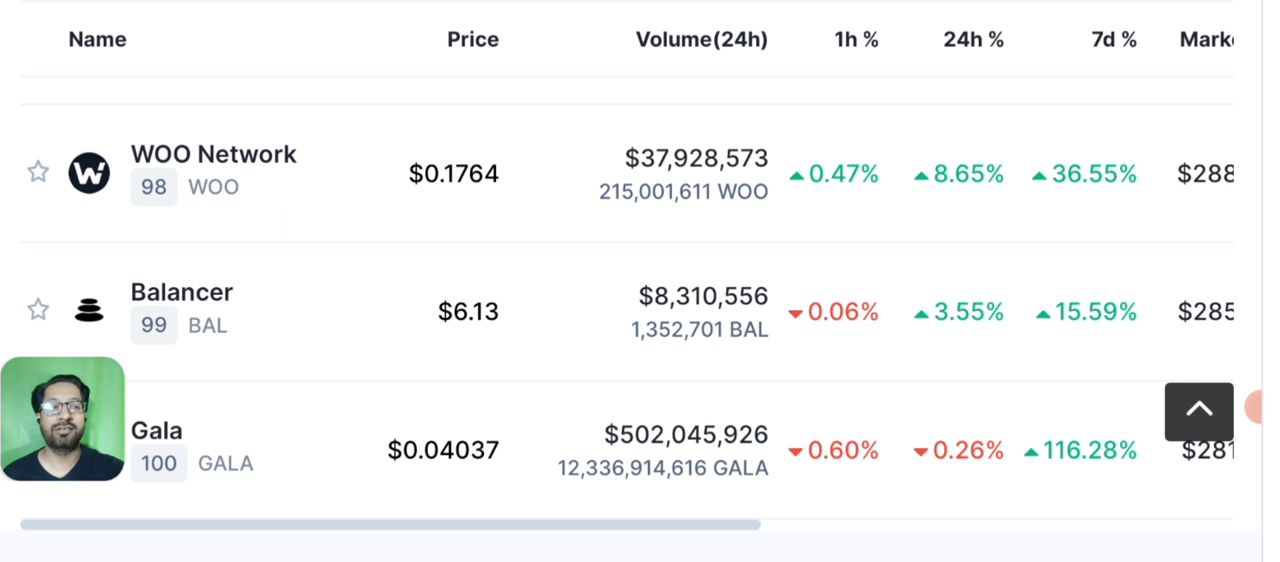 Name Price Volume(24h) 1h % 24h % 7d %
WOO Network
98 WOO
$0.1764
$37,928,573
215,001,611 WOO
0.47% 8.65% 36.55% $288
Balancer
99 BAL
$6.13
$8,310,556
1,352,701 BAL
0.06% 3.55% 15.59% $285
Gala
100 GALA
$0.04037
$502,045,926
12,336,914,616 GALA
0.60% 0.26% 116.28% $281